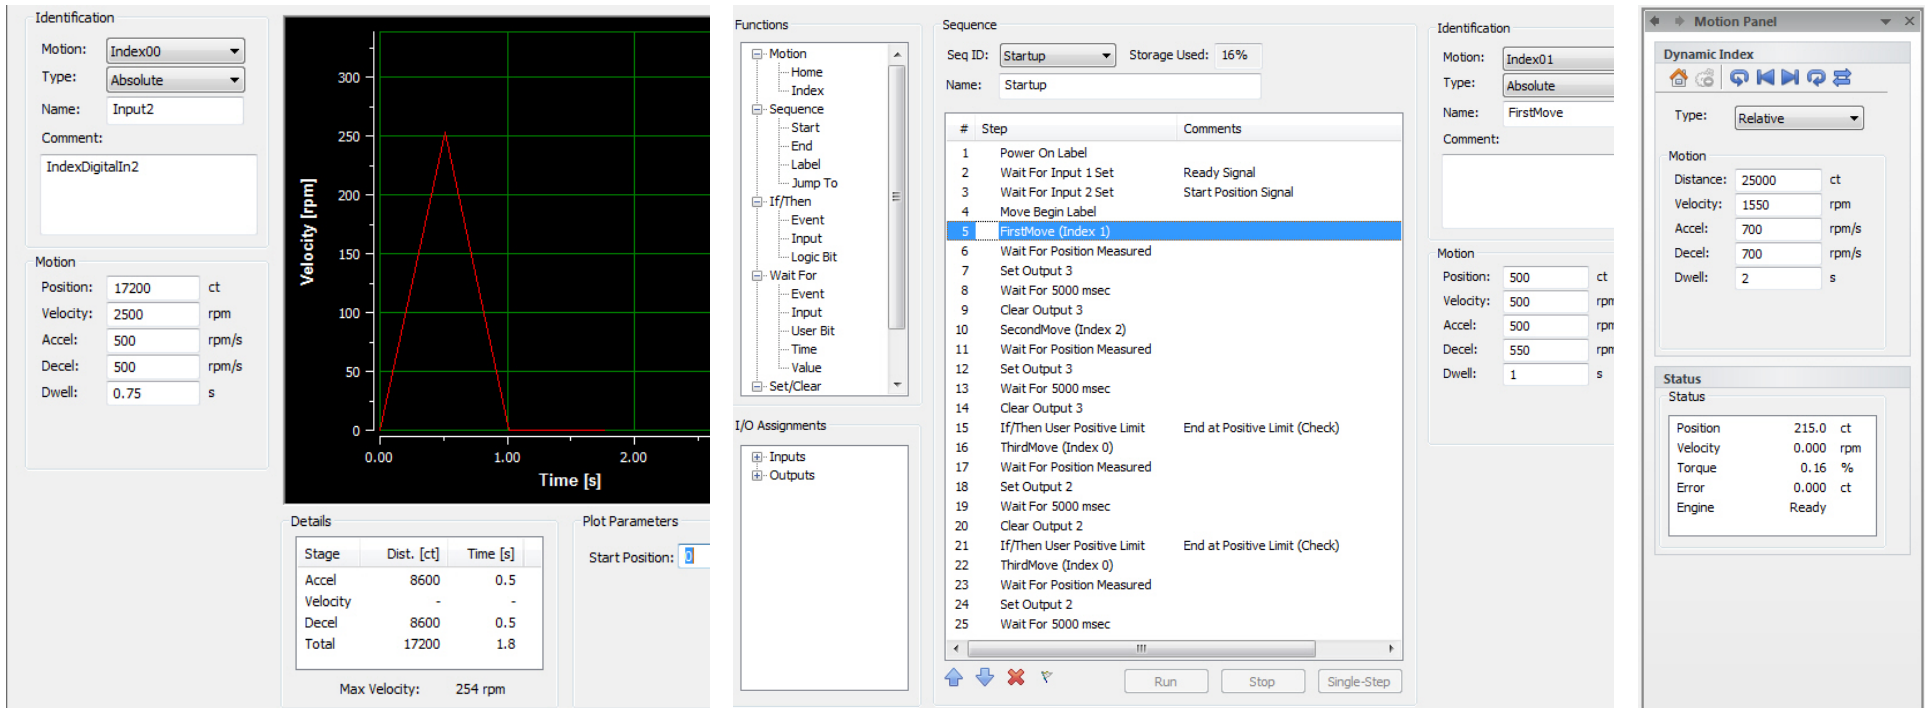 Identification
Motion: Index00
Type: Absolute
Name: Input2
Comment:
IndexDigitalIn2
Motion
Position: 17200 ct
Velocity: 2500 rpm
Accel: 500 rpm/s
Decel: 500 rpm/s
Dwell: 0.75 s
Velocity [rpm]
300
250
200
150
100
50
0
0.00 1.00 2.00
Time [s]
Details
Stage Dist. [ct] Time [s]
Accel 8600 0.5
Velocity - -
Decel 8600 0.5
Total 17200 1.8
Max Velocity: 254 rpm
Plot Parameters
Start Position: 0
Functions
Motion
Home
Index
Sequence
Start
End
Label
Jump To
If/Then
Event
Input
Logic Bit
Wait For
Event
Input
User Bit
Time
Value
Set/Clear
I/O Assignments
Inputs
Outputs
Sequence
Seq ID: Startup Storage Used: 16%
Name: Startup
# Step Comments
1 Power On Label
2 Wait For Input 1 Set Ready Signal
3 Wait For Input 2 Set Start Position Signal
4 Move Begin Label
5 FirstMove (Index 1)
6 Wait For Position Measured
7 Set Output 3
8 Wait For 5000 msec
9 Clear Output 3
10 SecondMove (Index 2)
11 Wait For Position Measured
12 Set Output 3
13 Wait For 5000 msec
14 Clear Output 3
15 If/Then User Positive Limit End at Positive Limit (Check)
16 ThirdMove (Index 0)
17 Wait For Position Measured
18 Set Output 2
19 Wait For 5000 msec
20 Clear Output 2
21 If/Then User Positive Limit End at Positive Limit (Check)
22 ThirdMove (Index 0)
23 Wait For Position Measured
24 Set Output 2
25 Wait For 5000 msec
Run Stop Single-Step
Identification
Motion: Index01
Type: Absolute
Name: FirstMove
Comment:
Motion
Position: 500 ct
Velocity: 500 rpm
Accel: 500 rpn
Decel: 550 rpn
Dwell: 1 s
Motion Panel
Dynamic Index
Type: Relative
Motion
Distance: 25000 ct
Velocity: 1550 rpm
Accel: 700 rpm/s
Decel: 700 rpm/s
Dwell: 2 s
Status
Status
Position 215.0 ct
Velocity 0.000 rpm
Torque 0.16 %
Error 0.000 ct
Engine Ready